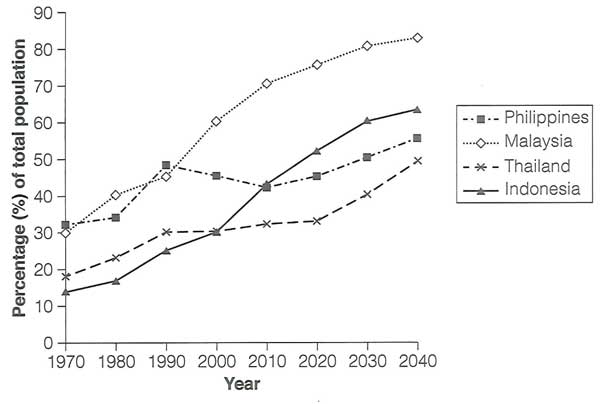 Percentage (%) of total population
90
80
70
60
50
40
30
20
10
0
1970 1980 1990 2000 2010 2020 2030 2040
Year
Philippines
Malaysia
Thailand
Indonesia